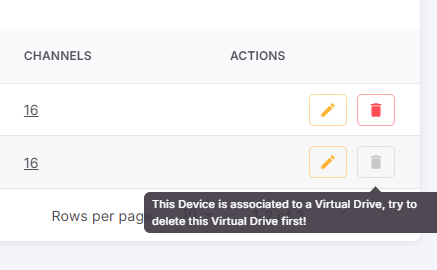 CHANNELS ACTIONS
16
16
This Device is associated to a Virtual Drive, try to
delete this Virtual Drive first!
Rows per page